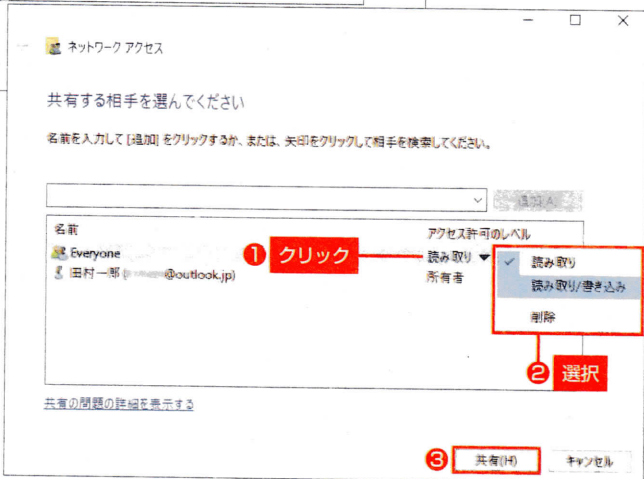 ネットワーク アクセス
共有する相手を選んでください
名前を入力して [追加] をクリックするか、または、矢印をクリックして相手を検索してください。
追加(A)
名前
アクセス許可のレベル
Everyone
❶ クリック
読み取り ▼
✓ 読み取り
田村一郎 (
@outlook.jp)
所有者
読み取り/書き込み
削除
❷ 選択
共有の問題の詳細を表示する
❸ 共有(H)
キャンセル